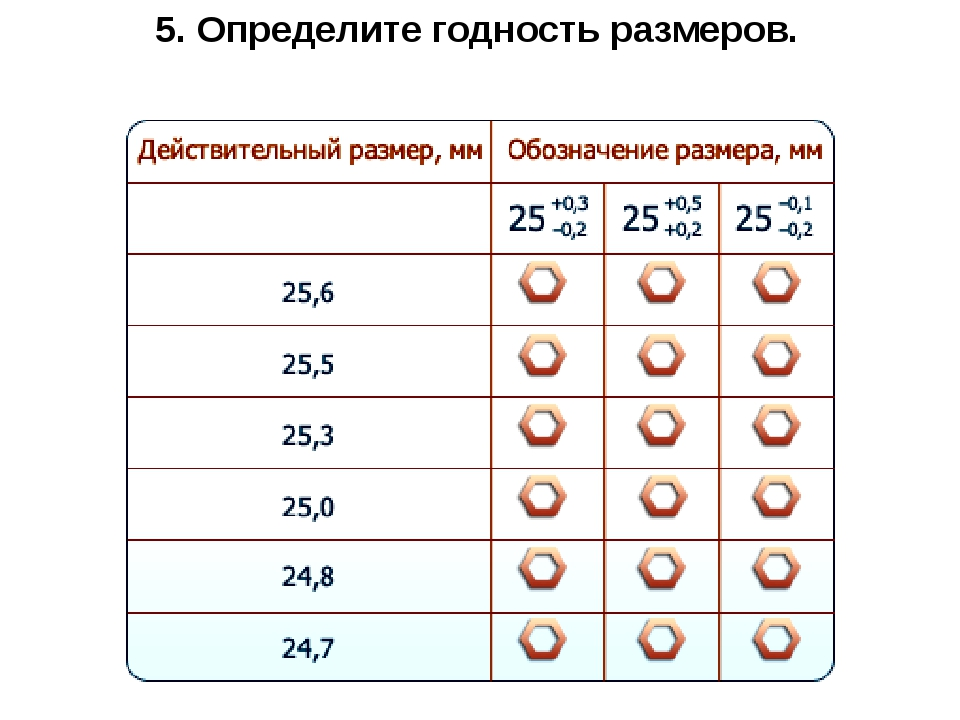 5. Определите годность размеров.
Действительный размер, мм Обозначение размера, мм
25 +0,3 −0,2 25 +0,5 +0,2 25 −0,1 −0,2
25,6
25,5
25,3
25,0
24,8
24,7